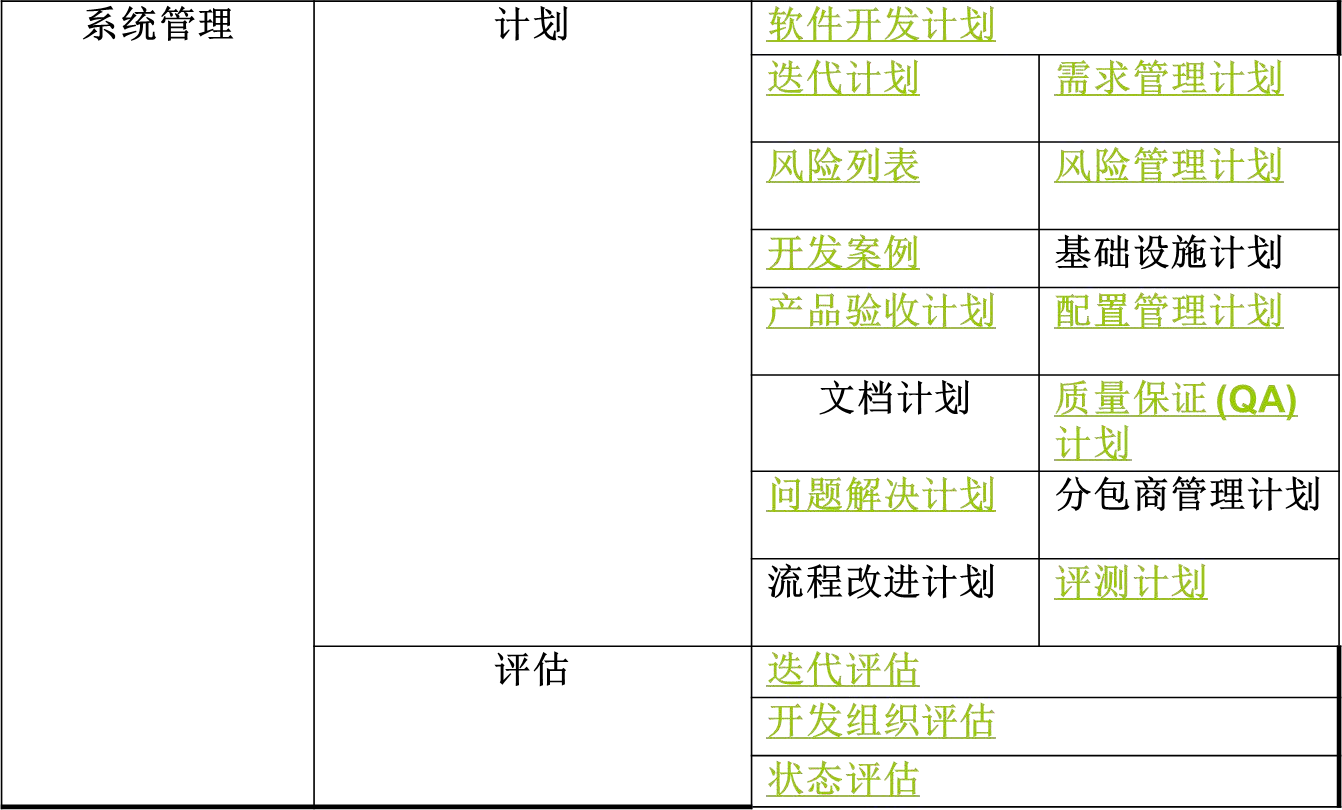 系统管理
计划
软件开发计划
迭代计划
需求管理计划
风险列表
风险管理计划
开发案例
基础设施计划
产品验收计划
配置管理计划
文档计划
质量保证 (QA)
计划
问题解决计划
分包商管理计划
流程改进计划
评测计划
评估
迭代评估
开发组织评估
状态评估